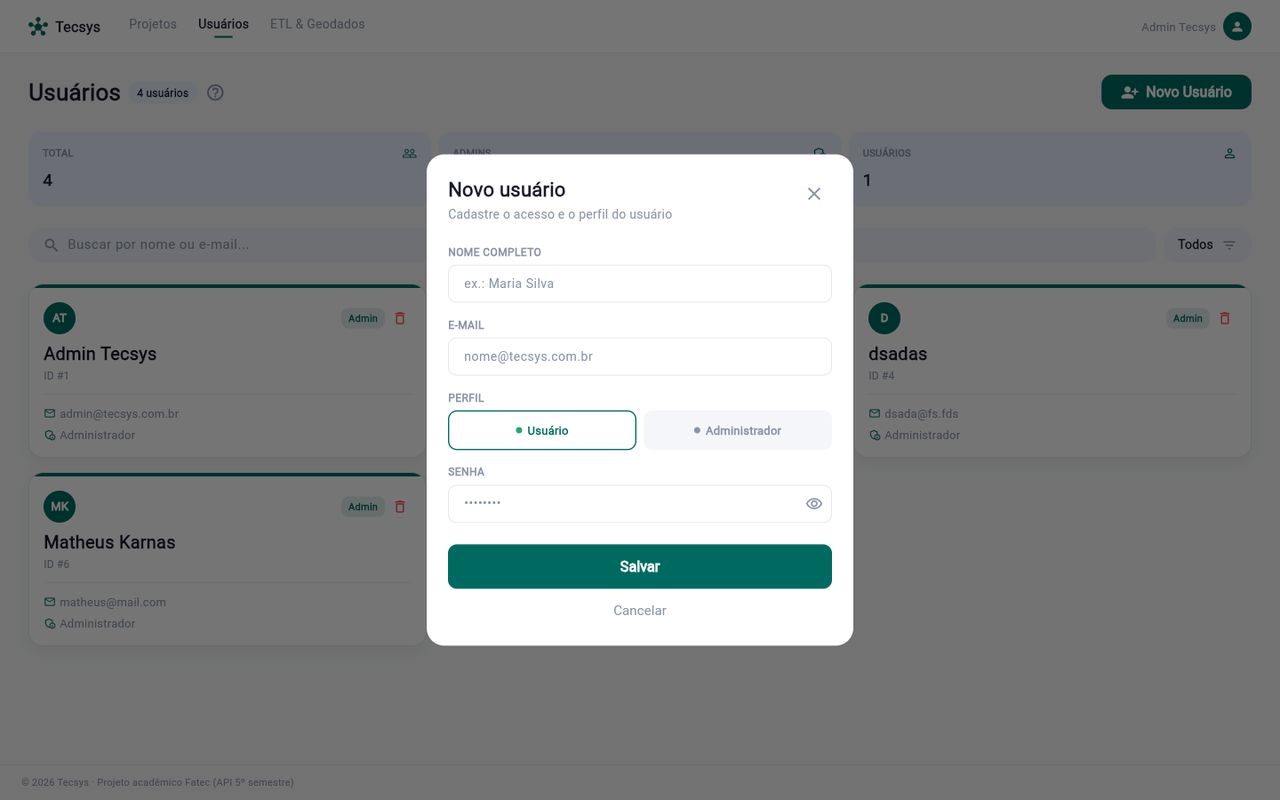 Tecsys
Projetos
Usuários
ETL & Geodados
Admin Tecsys
Usuários
4 usuários
Novo Usuário
TOTAL
4
ADMINS
USUÁRIOS
1
Buscar por nome ou e-mail...
Todos
AT
Admin
Admin Tecsys
ID #1
admin@tecsys.com.br
Administrador
D
Admin
dsadas
ID #4
dsada@fs.fds
Administrador
MK
Admin
Matheus Karnas
ID #6
matheus@mail.com
Administrador
Novo usuário
Cadastre o acesso e o perfil do usuário
NOME COMPLETO
ex.: Maria Silva
E-MAIL
nome@tecsys.com.br
PERFIL
Usuário
Administrador
SENHA
••••••••
Salvar
Cancelar
© 2026 Tecsys · Projeto acadêmico Fatec (API 5º semestre)